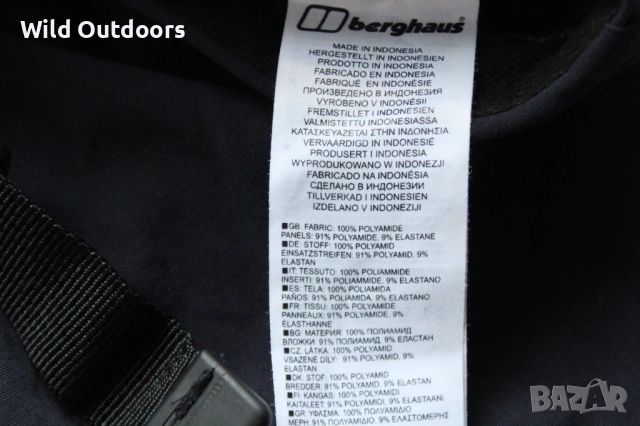 Wild Outdoors
berghaus
MADE IN INDONESIA
HERGESTELLT IN INDONESIEN
PRODOTTO IN INDONESIA
FABRICADO EN INDONESIA
FABRIQUÉ EN INDONÉSIE
ПРОИЗВЕДЕНО В ИНДОНЕЗИЯ
VYROBENO V INDONÉSII
FREMSTILLET I INDONESIEN
VALMISTETTU INDONESIASSA
ΚΑΤΑΣΚΕΥΑΖΕΤΑΙ ΣΤΗΝ ΙΝΔΟΝΗΣΙΑ
VERVAARDIGD IN INDONESIË
PRODUSERT I INDONESIA
WYPRODUKOWANO W INDONEZJI
FABRICADO NA INDONÉSIA
СДЕЛАНО В ИНДОНЕЗИИ
TILLVERKAD I INDONESIEN
IZDELANO V INDONEZIJI
■GB: FABRIC: 100% POLYAMIDE
PANELS: 91% POLYAMIDE, 9% ELASTANE
■DE: STOFF: 100% POLYAMID
EINSATZSTREIFEN: 91% POLYAMID, 9%
ELASTAN
■IT: TESSUTO: 100% POLIAMMIDE
INSERTI: 91% POLIAMMIDE, 9% ELASTANO
■ES: TELA: 100% POLIAMIDA
PAÑOS: 91% POLIAMIDA, 9% ELASTANO
■FR: TISSU: 100% POLYAMIDE
PANNEAUX: 91% POLYAMIDE, 9%
ELASTHANNE
■BG: МАТЕРИЯ: 100% ПОЛИАМИД
ВЛОЖКИ: 91% ПОЛИАМИД, 9% ЕЛАСТАН
■CZ: LÁTKA: 100% POLYAMID
VSAZENÉ DÍLY: 91% POLYAMID, 9%
ELASTAN
■DK: STOF: 100% POLYAMID
BREDDER: 91% POLYAMID, 9% ELASTAN
■FI: KANGAS: 100% POLYAMIDI
KAITALEET: 91% POLYAMIDI, 9% ELASTAANI
■GR: ΥΦΑΣΜΑ: 100% ΠΟΛΥΑΜΙΔΙΟ
ΜΕΡΗ: 91% ΠΟΛΥΑΜΙΔΙΟ, 9% ΕΛΑΣΤΟΜΕΡΗΣ
BAZAR
bg